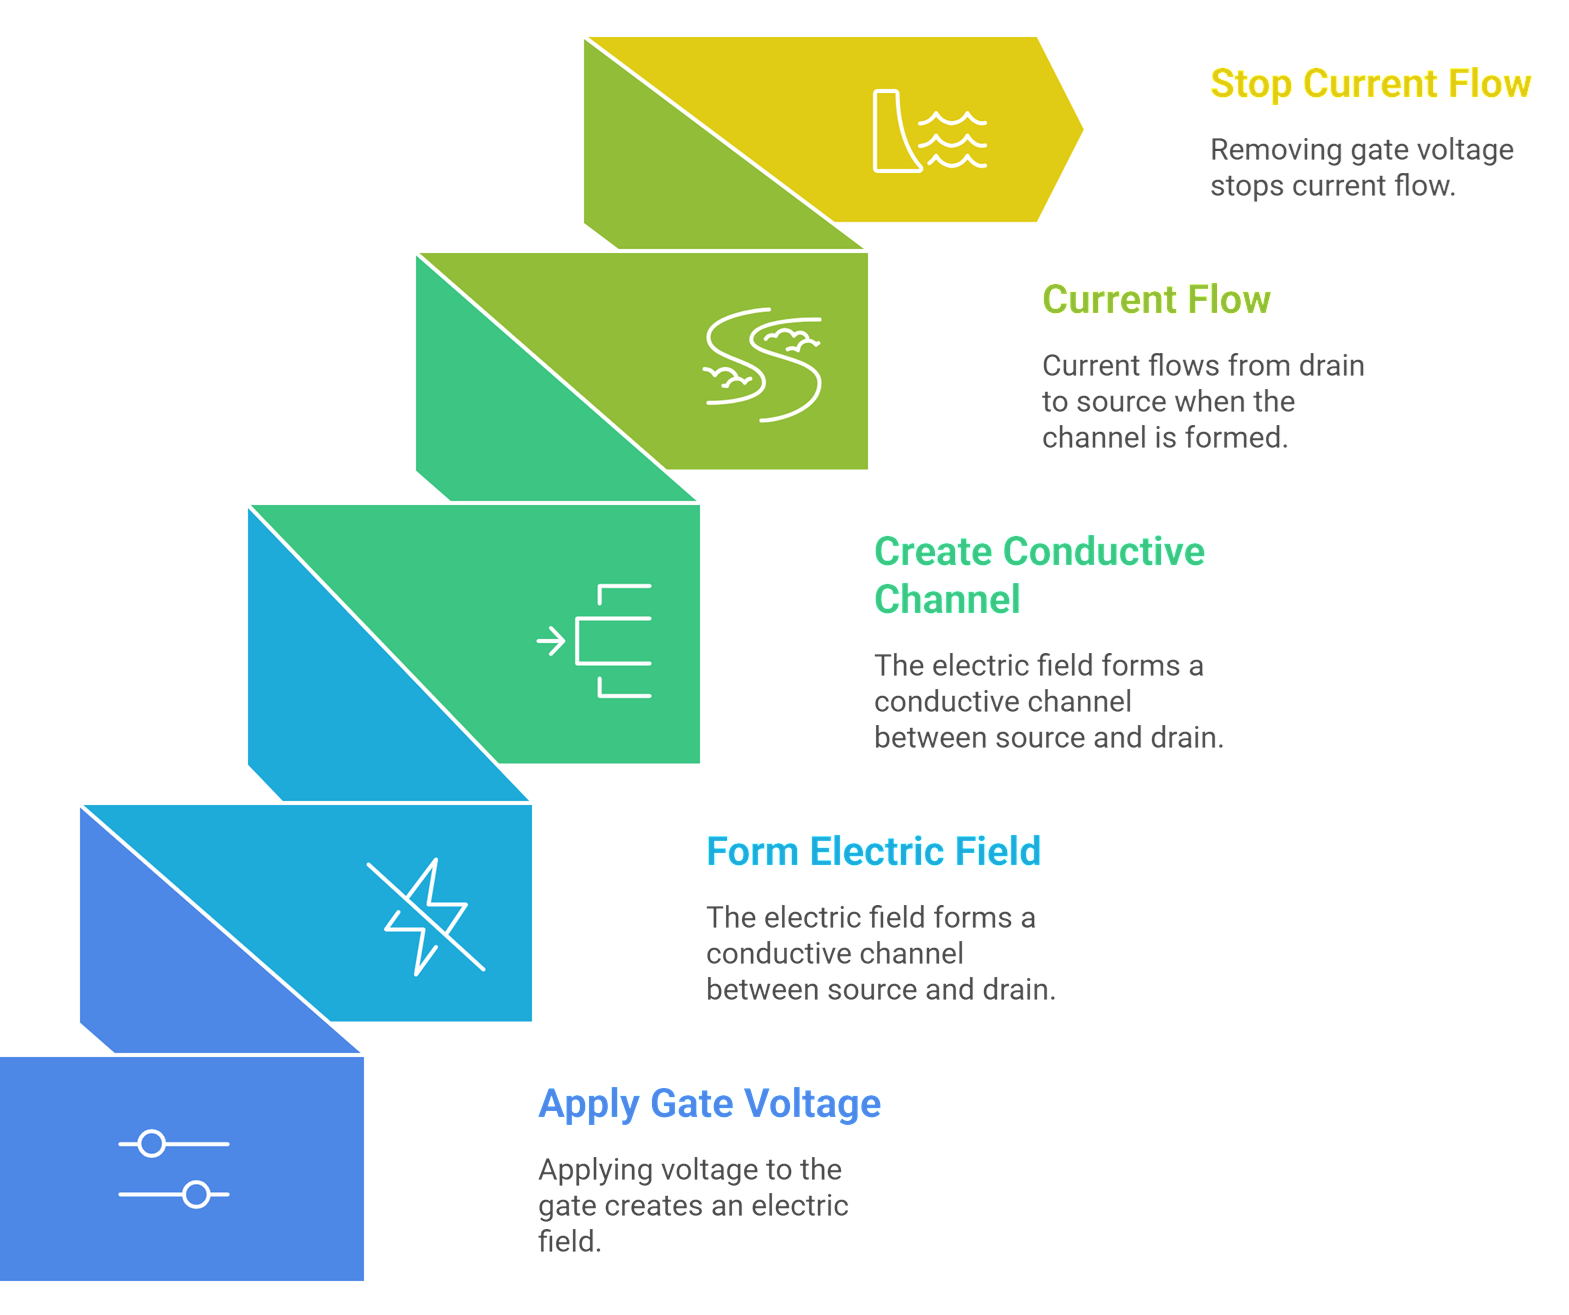 Stop Current Flow
Removing gate voltage
stops current flow.
Current Flow
Current flows from drain
to source when the
channel is formed.
Create Conductive
Channel
The electric field forms a
conductive channel
between source and drain.
Form Electric Field
The electric field forms a
conductive channel
between source and drain.
Apply Gate Voltage
Applying voltage to the
gate creates an electric
field.